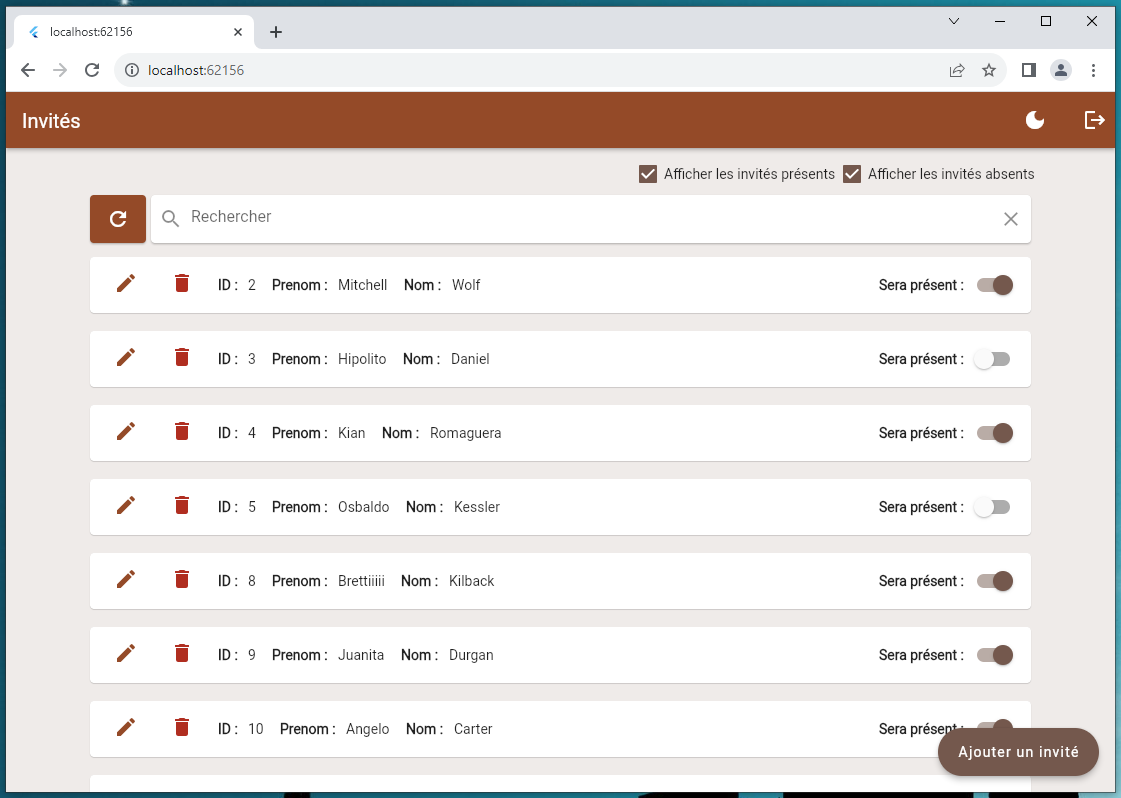 localhost:62156
localhost:62156
Invités
Afficher les invités présents Afficher les invités absents
Rechercher
ID : 2 Prenom : Mitchell Nom : Wolf Sera présent :
ID : 3 Prenom : Hipolito Nom : Daniel Sera présent :
ID : 4 Prenom : Kian Nom : Romaguera Sera présent :
ID : 5 Prenom : Osbaldo Nom : Kessler Sera présent :
ID : 8 Prenom : Brettiiiii Nom : Kilback Sera présent :
ID : 9 Prenom : Juanita Nom : Durgan Sera présent :
ID : 10 Prenom : Angelo Nom : Carter Sera présent :
Ajouter un invité